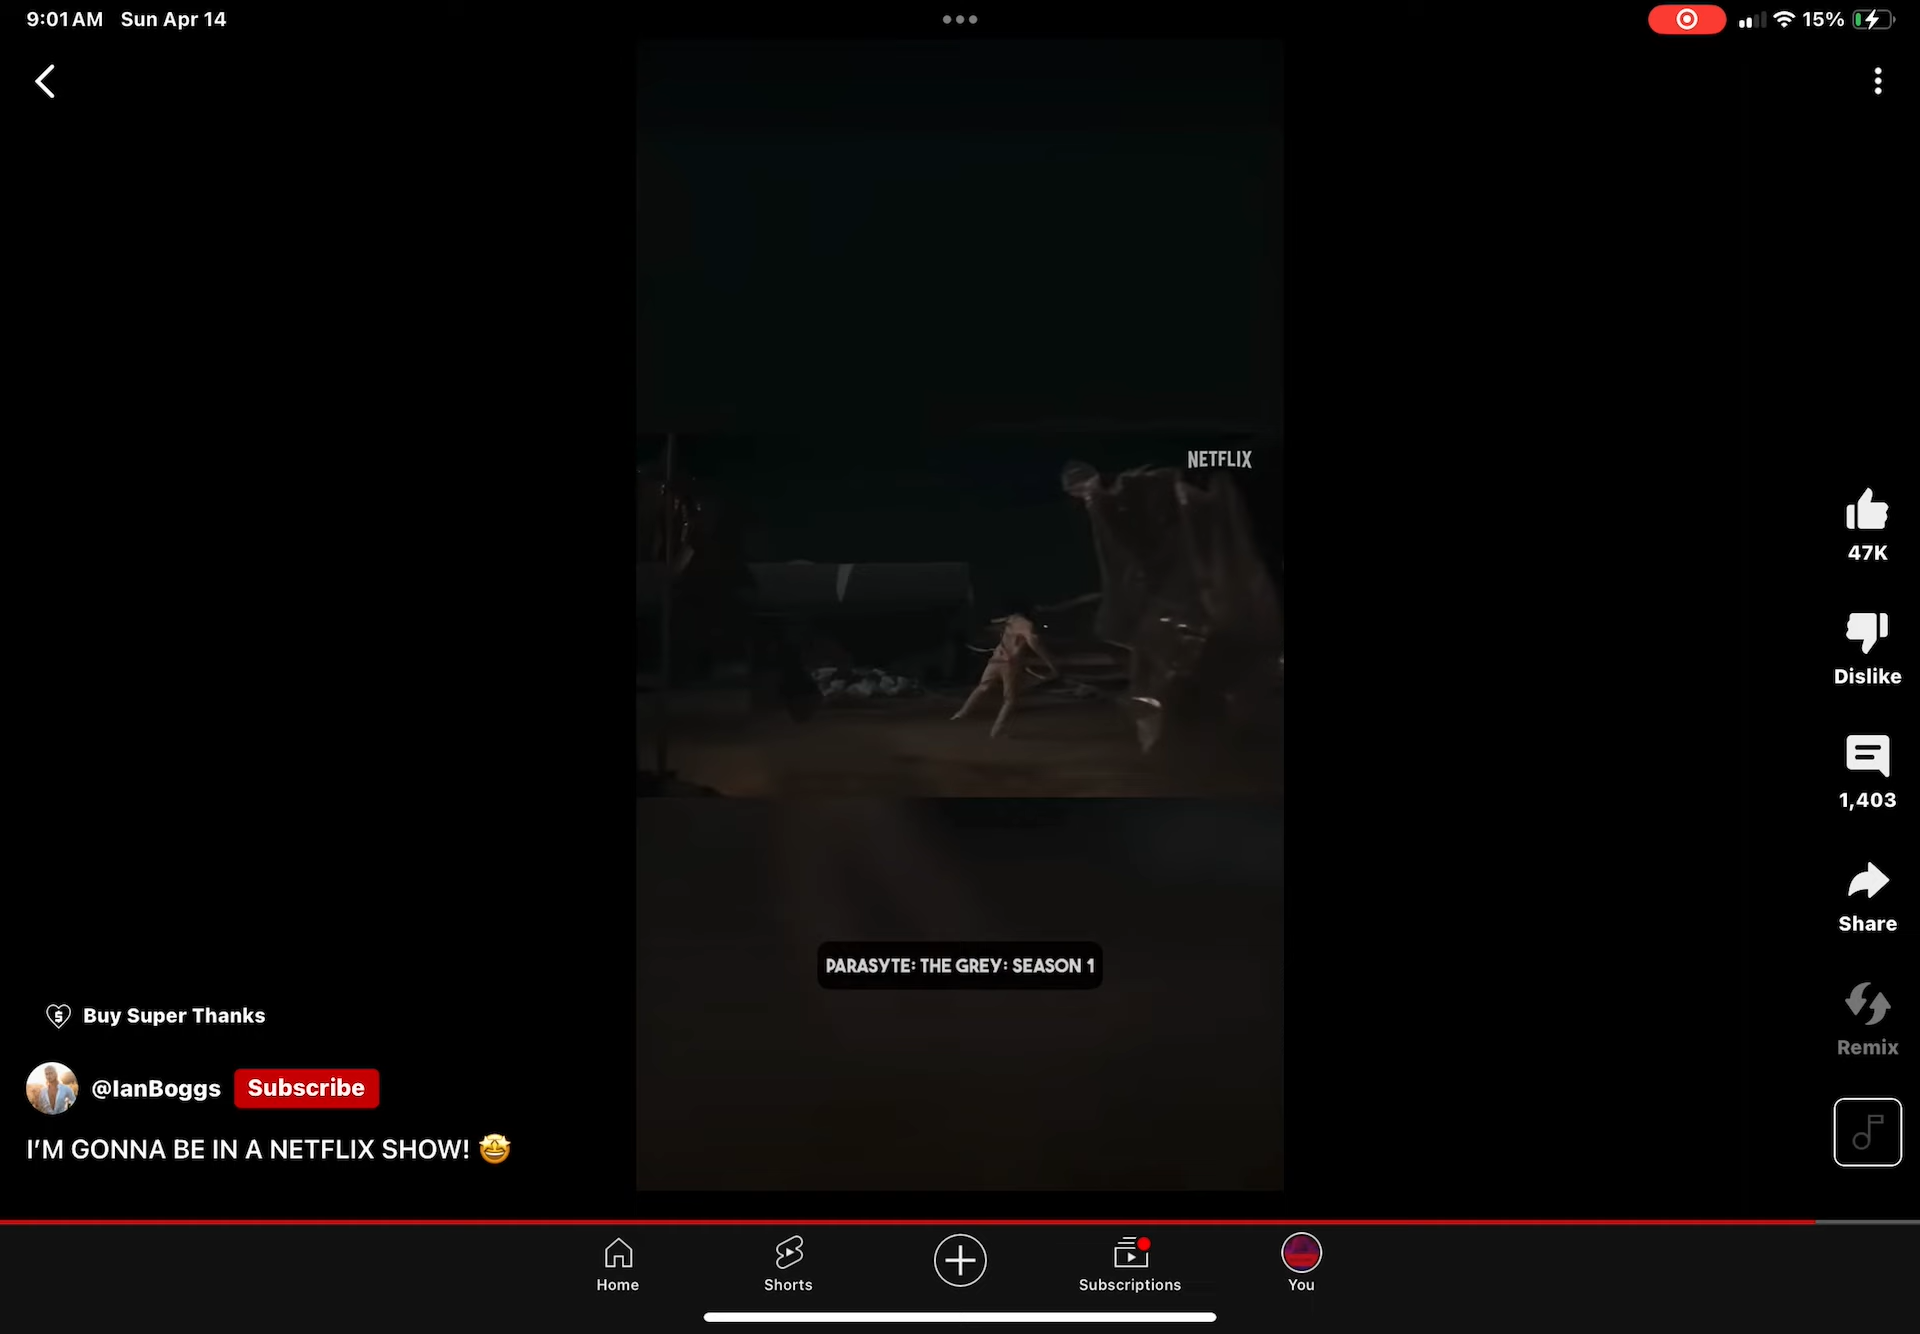 9:01 AM Sun Apr 14
15%
NETFLIX
47K
Dislike
1,403
Share
PARASYTE: THE GREY: SEASON 1
Buy Super Thanks
Remix
@IanBoggs Subscribe
I'M GONNA BE IN A NETFLIX SHOW! 🤩
Home
Shorts
Subscriptions
You